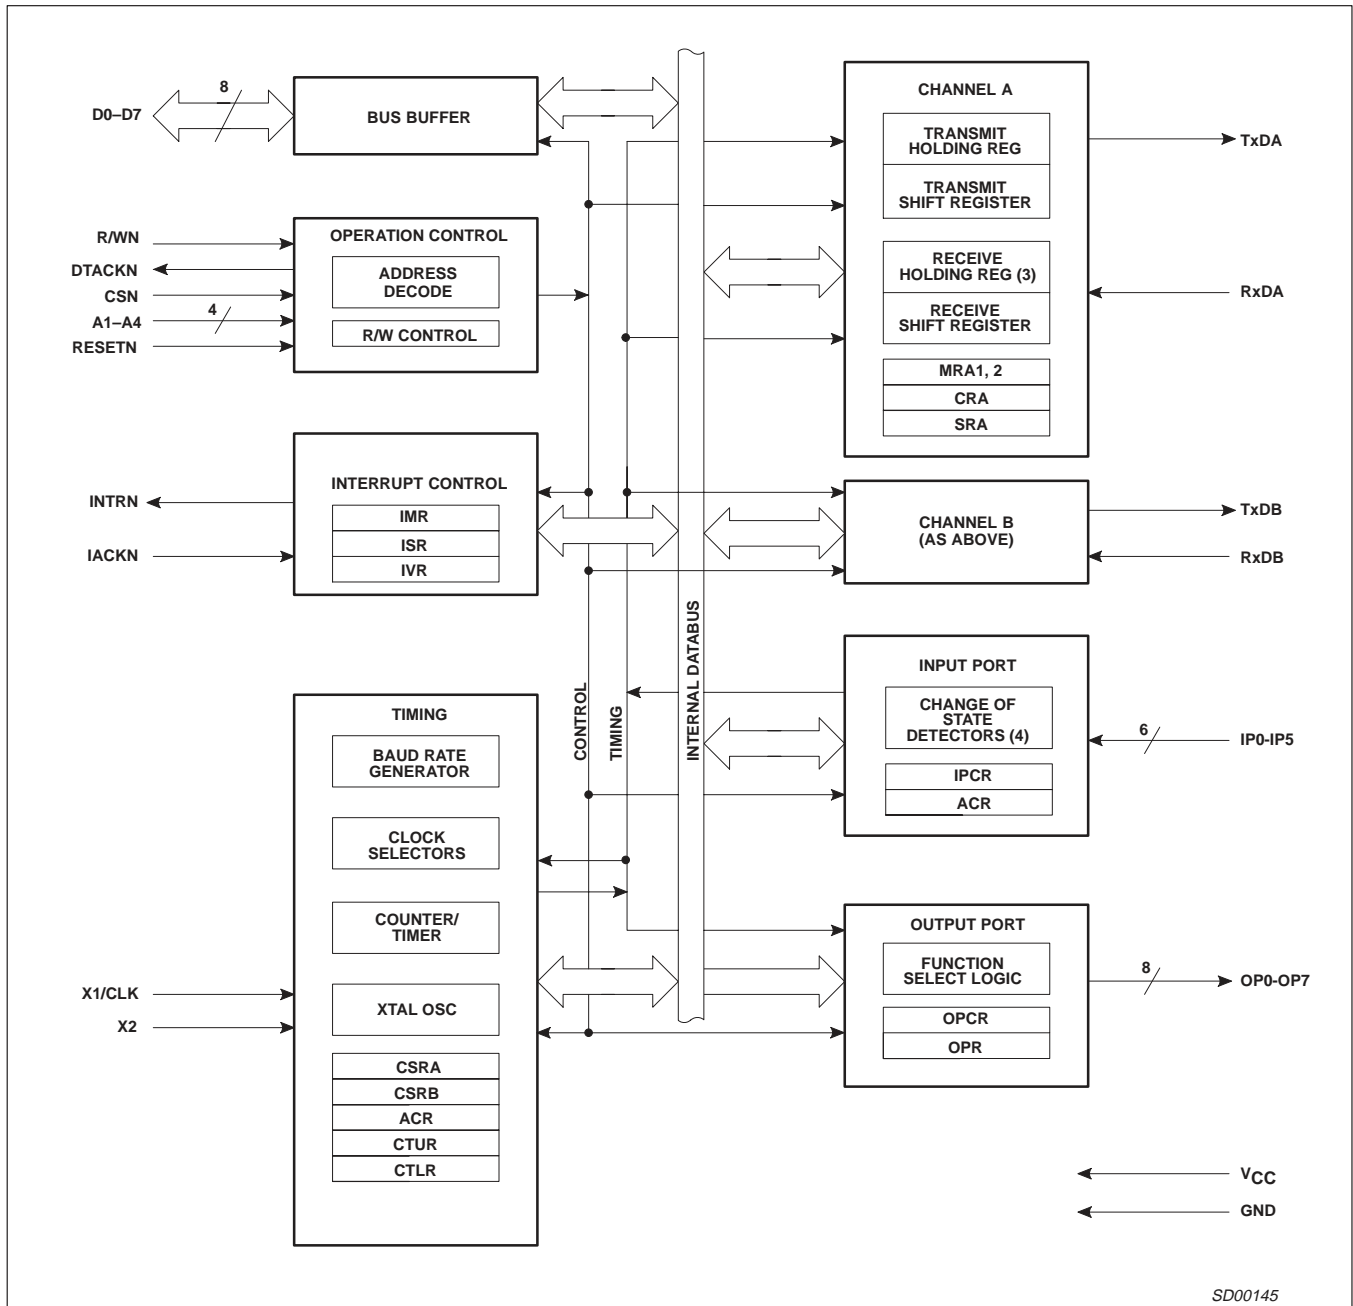 D0–D7
8
BUS BUFFER
R/WN
DTACKN
CSN
A1–A4
4
RESETN
OPERATION CONTROL
ADDRESS
DECODE
R/W CONTROL
INTRN
IACKN
INTERRUPT CONTROL
IMR
ISR
IVR
TIMING
BAUD RATE
GENERATOR
CLOCK
SELECTORS
COUNTER/
TIMER
X1/CLK
X2
XTAL OSC
CSRA
CSRB
ACR
CTUR
CTLR
CONTROL
TIMING
INTERNAL DATABUS
CHANNEL A
TRANSMIT
HOLDING REG
TRANSMIT
SHIFT REGISTER
RECEIVE
HOLDING REG (3)
RECEIVE
SHIFT REGISTER
MRA1, 2
CRA
SRA
TxDA
RxDA
CHANNEL B
(AS ABOVE)
TxDB
RxDB
INPUT PORT
CHANGE OF
STATE
DETECTORS (4)
IPCR
ACR
6
IP0-IP5
OUTPUT PORT
FUNCTION
SELECT LOGIC
OPCR
OPR
8
OP0-OP7
VCC
GND
SD00145